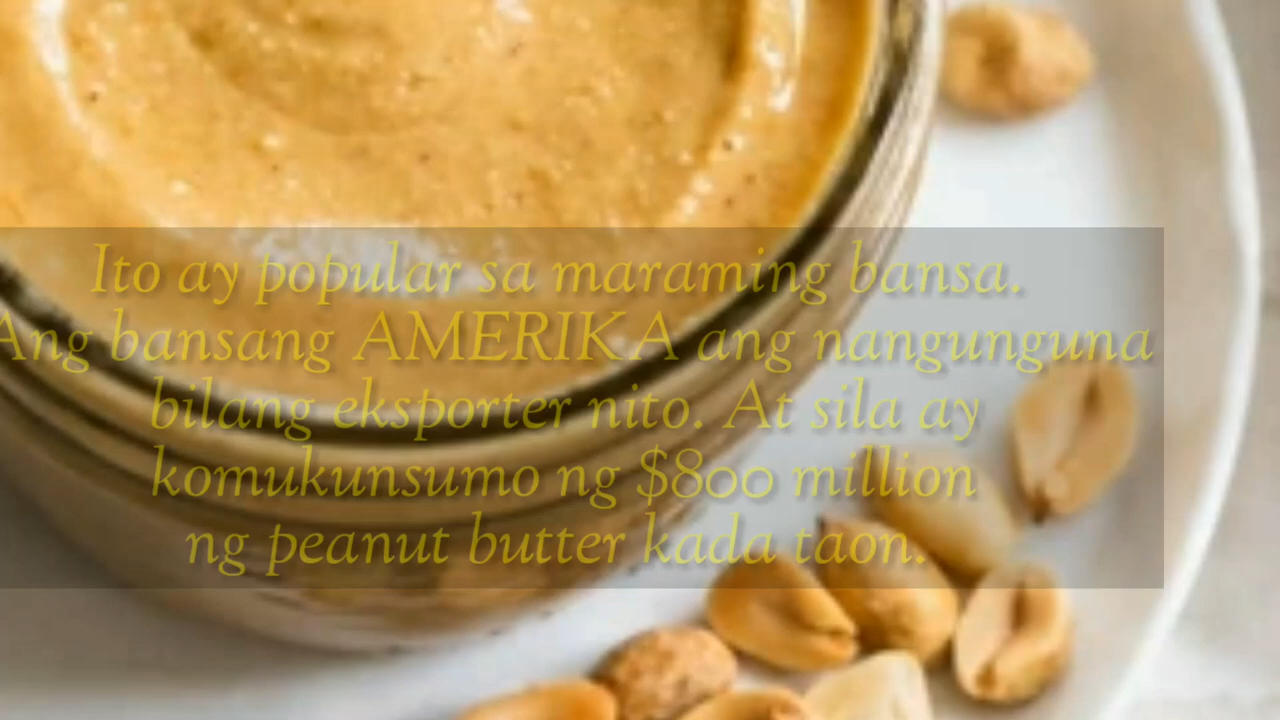 Ito ay popular sa maraming bansa.
Ang bansang AMERIKA ang nangunguna
bilang eksporter nito. At sila ay
komukunsumo ng $800 million
ng peanut butter kada taon.